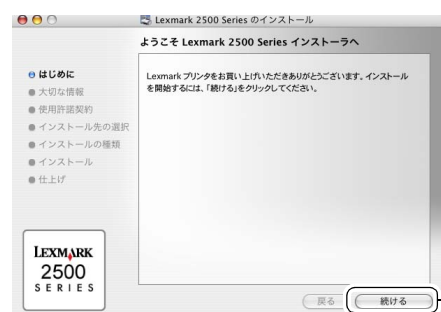 Lexmark 2500 Series のインストール
ようこそ Lexmark 2500 Series インストーラへ
はじめに
大切な情報
使用許諾契約
インストール先の選択
インストールの種類
インストール
仕上げ
Lexmark プリンタをお買い上げいただきありがとうございます。インストール
を開始するには、「続ける」をクリックしてください。
LEXMARK
2500
SERIES
戻る
続ける